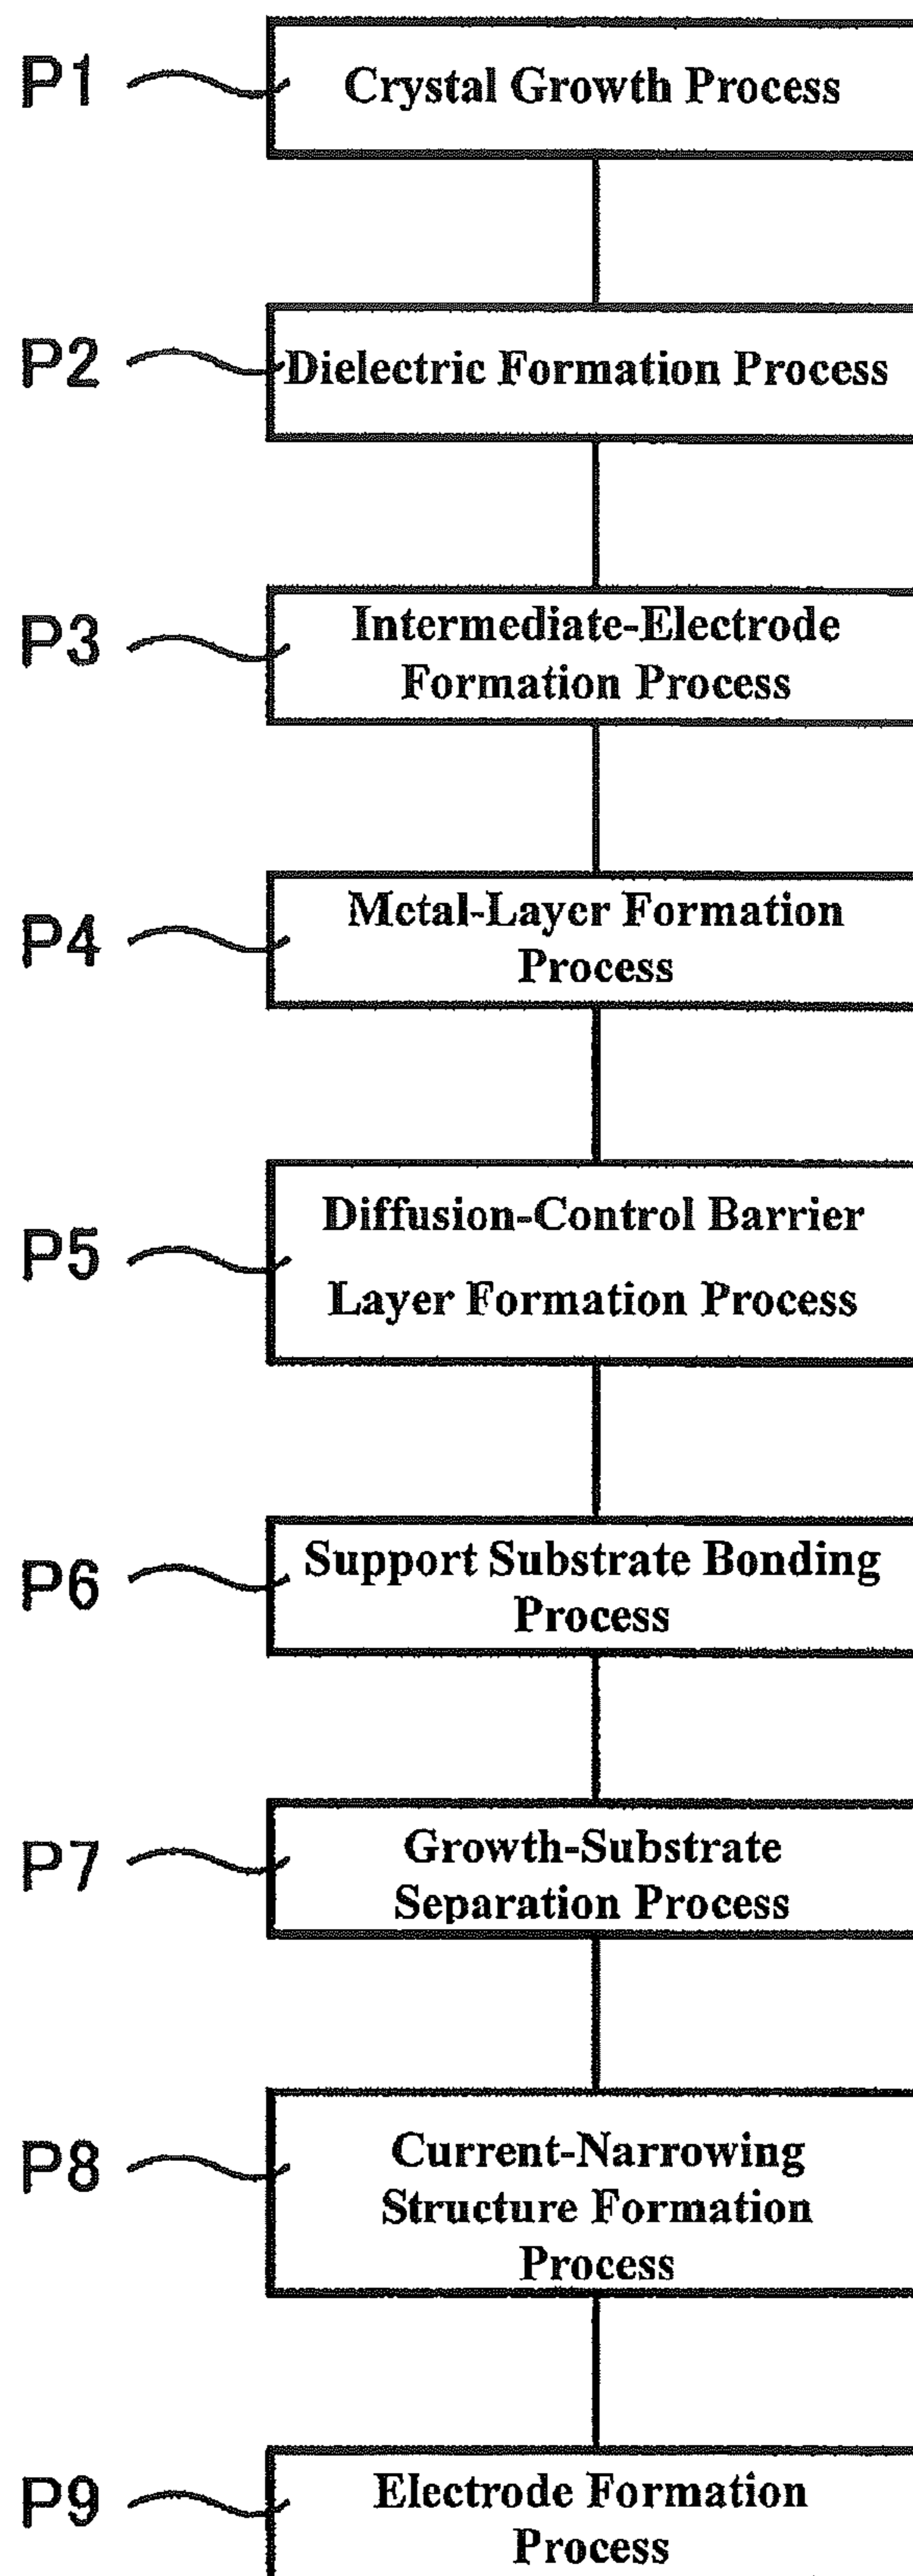 P1 Crystal Growth Process
P2 Dielectric Formation Process
P3 Intermediate-Electrode
Formation Process
P4 Metal-Layer Formation
Process
P5 Diffusion-Control Barrier
Layer Formation Process
P6 Support Substrate Bonding
Process
P7 Growth-Substrate
Separation Process
P8 Current-Narrowing
Structure Formation
Process
P9 Electrode Formation
Process